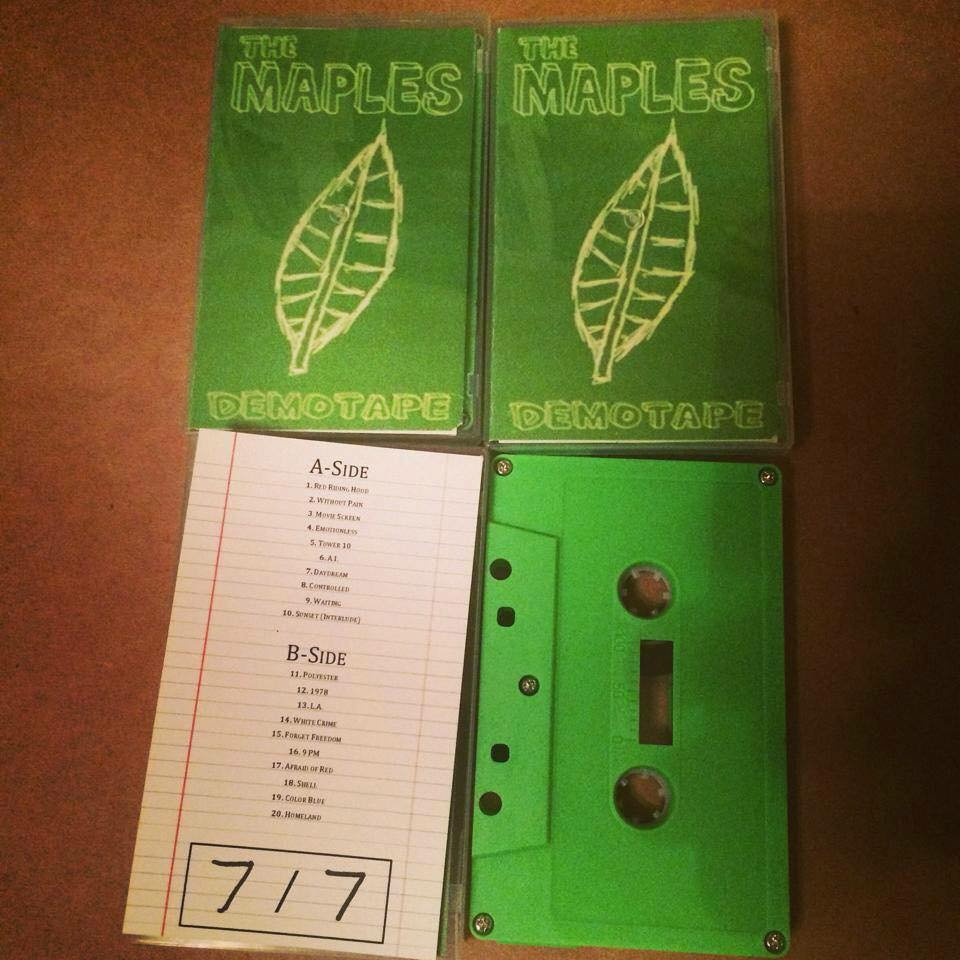 THE
MAPLES
DEMOTAPE
THE
MAPLES
DEMOTAPE
A-SIDE
1. RED RIDING HOOD
2. WITHOUT PAIN
3 MOVIE SCREEN
4. EMOTIONLESS
5. TOWER 10
6. A.I.
7. DAYDREAM
8. CONTROLLED
9. WAITING
10. SUNSET (INTERLUDE)
B-SIDE
11. POLYESTER
12. 1978
13. L.A.
14. WHITE CRIME
15. FORGET FREEDOM
16. 9 PM
17. AFRAID OF RED
18. SHELL
19. COLOR BLUE
20. HOMELAND
7/7